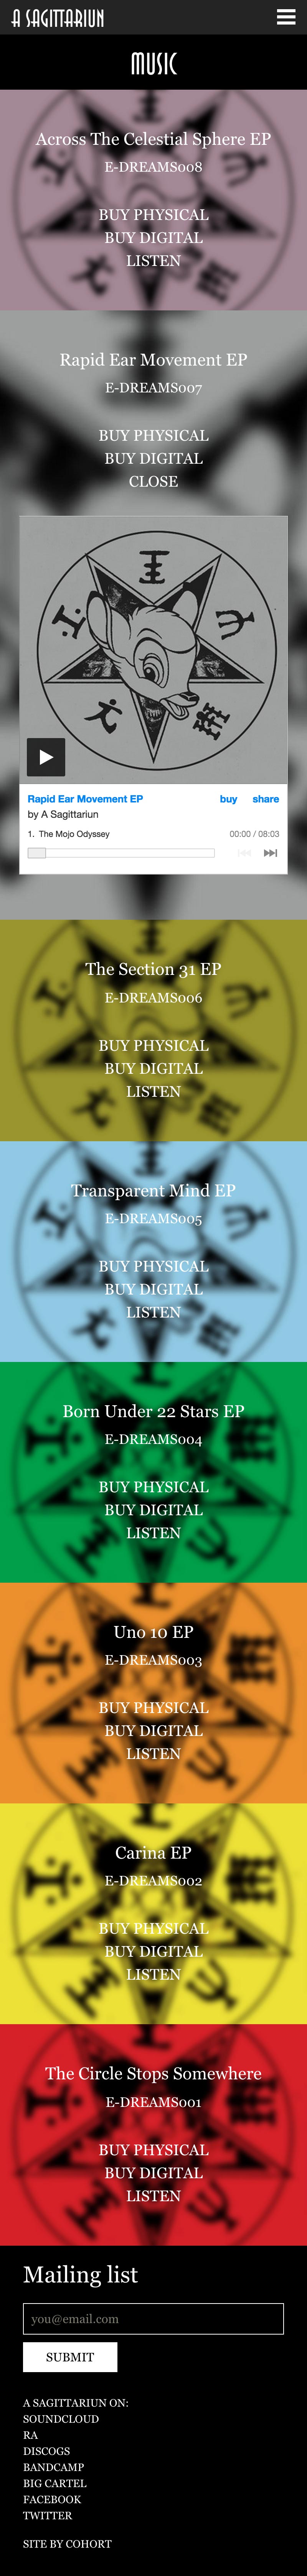 A SAGITTARIUN
MUSIC
Across The Celestial Sphere EP
E-DREAMS008
BUY PHYSICAL
BUY DIGITAL
LISTEN
Rapid Ear Movement EP
E-DREAMS007
BUY PHYSICAL
BUY DIGITAL
CLOSE
Rapid Ear Movement EP buy share
by A Sagittariun
1. The Mojo Odyssey 00:00 / 08:03
The Section 31 EP
E-DREAMS006
BUY PHYSICAL
BUY DIGITAL
LISTEN
Transparent Mind EP
E-DREAMS005
BUY PHYSICAL
BUY DIGITAL
LISTEN
Born Under 22 Stars EP
E-DREAMS004
BUY PHYSICAL
BUY DIGITAL
LISTEN
Uno 10 EP
E-DREAMS003
BUY PHYSICAL
BUY DIGITAL
LISTEN
Carina EP
E-DREAMS002
BUY PHYSICAL
BUY DIGITAL
LISTEN
The Circle Stops Somewhere
E-DREAMS001
BUY PHYSICAL
BUY DIGITAL
LISTEN
Mailing list
you@email.com
SUBMIT
A SAGITTARIUN ON:
SOUNDCLOUD
RA
DISCOGS
BANDCAMP
BIG CARTEL
FACEBOOK
TWITTER
SITE BY COHORT